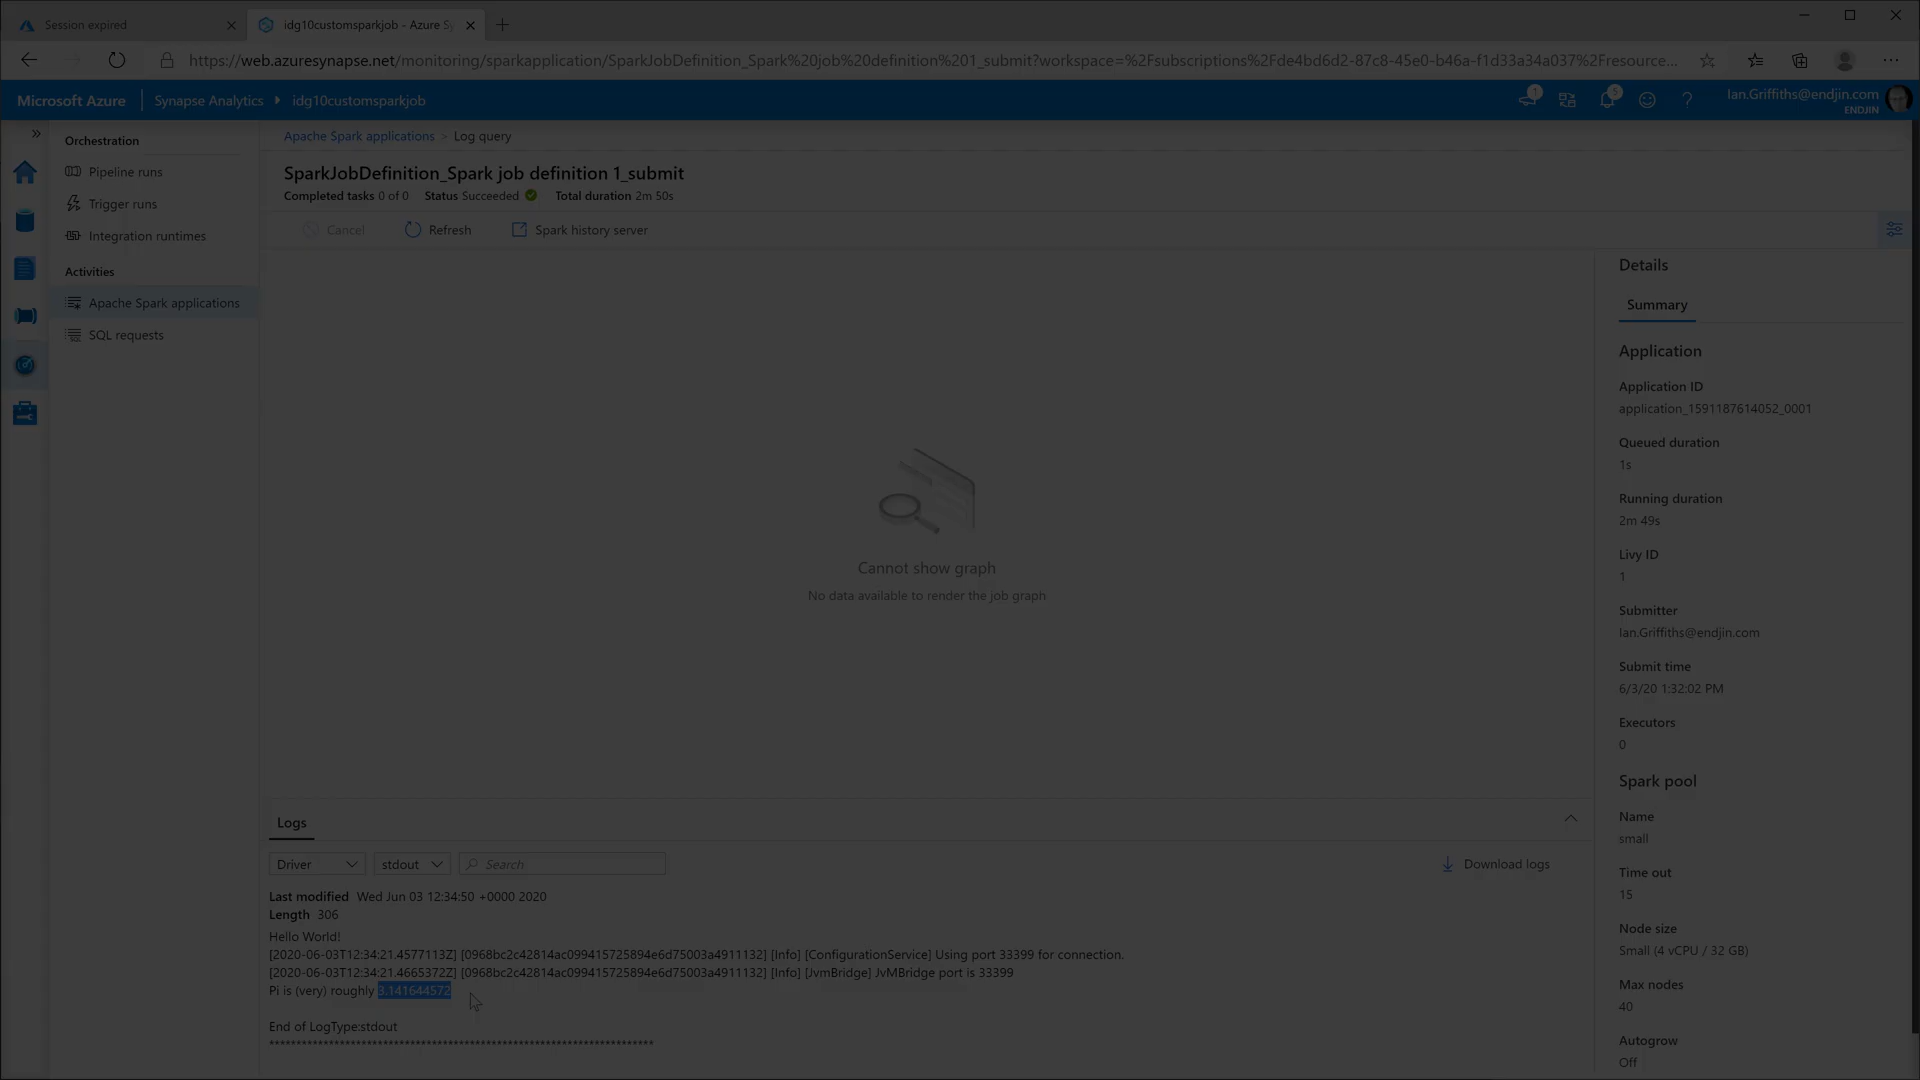 Session expired
idg10customsparkjob - Azure Sy
https://web.azuresynapse.net/monitoring/sparkapplication/SparkJobDefinition_Spark%20job%20definition%201_submit?workspace=%2Fsubscriptions%2Fde4bd6d2-87c8-45e0-b46a-f1d33a34a037%2Fresource...
Microsoft Azure
Synapse Analytics
idg10customsparkjob
1
5
?
Ian.Griffiths@endjin.com
ENDJIN
Orchestration
Pipeline runs
Trigger runs
Integration runtimes
Activities
Apache Spark applications
SQL requests
Apache Spark applications > Log query
SparkJobDefinition_Spark job definition 1_submit
Completed tasks 0 of 0 Status Succeeded Total duration 2m 50s
Cancel
Refresh
Spark history server
Cannot show graph
No data available to render the job graph
Details
Summary
Application
Application ID
application_1591187614052_0001
Queued duration
1s
Running duration
2m 49s
Livy ID
1
Submitter
Ian.Griffiths@endjin.com
Submit time
6/3/20 1:32:02 PM
Executors
0
Spark pool
Name
small
Time out
15
Node size
Small (4 vCPU / 32 GB)
Max nodes
40
Autogrow
Off
Logs
Driver
stdout
Search
Download logs
Last modified Wed Jun 03 12:34:50 +0000 2020
Length 306
Hello World!
[2020-06-03T12:34:21.4577113Z] [0968bc2c42814ac099415725894e6d75003a4911132] [Info] [ConfigurationService] Using port 33399 for connection.
[2020-06-03T12:34:21.4665372Z] [0968bc2c42814ac099415725894e6d75003a4911132] [Info] [JvmBridge] JvMBridge port is 33399
Pi is (very) roughly 3.141644572
End of LogType:stdout
***********************************************************************